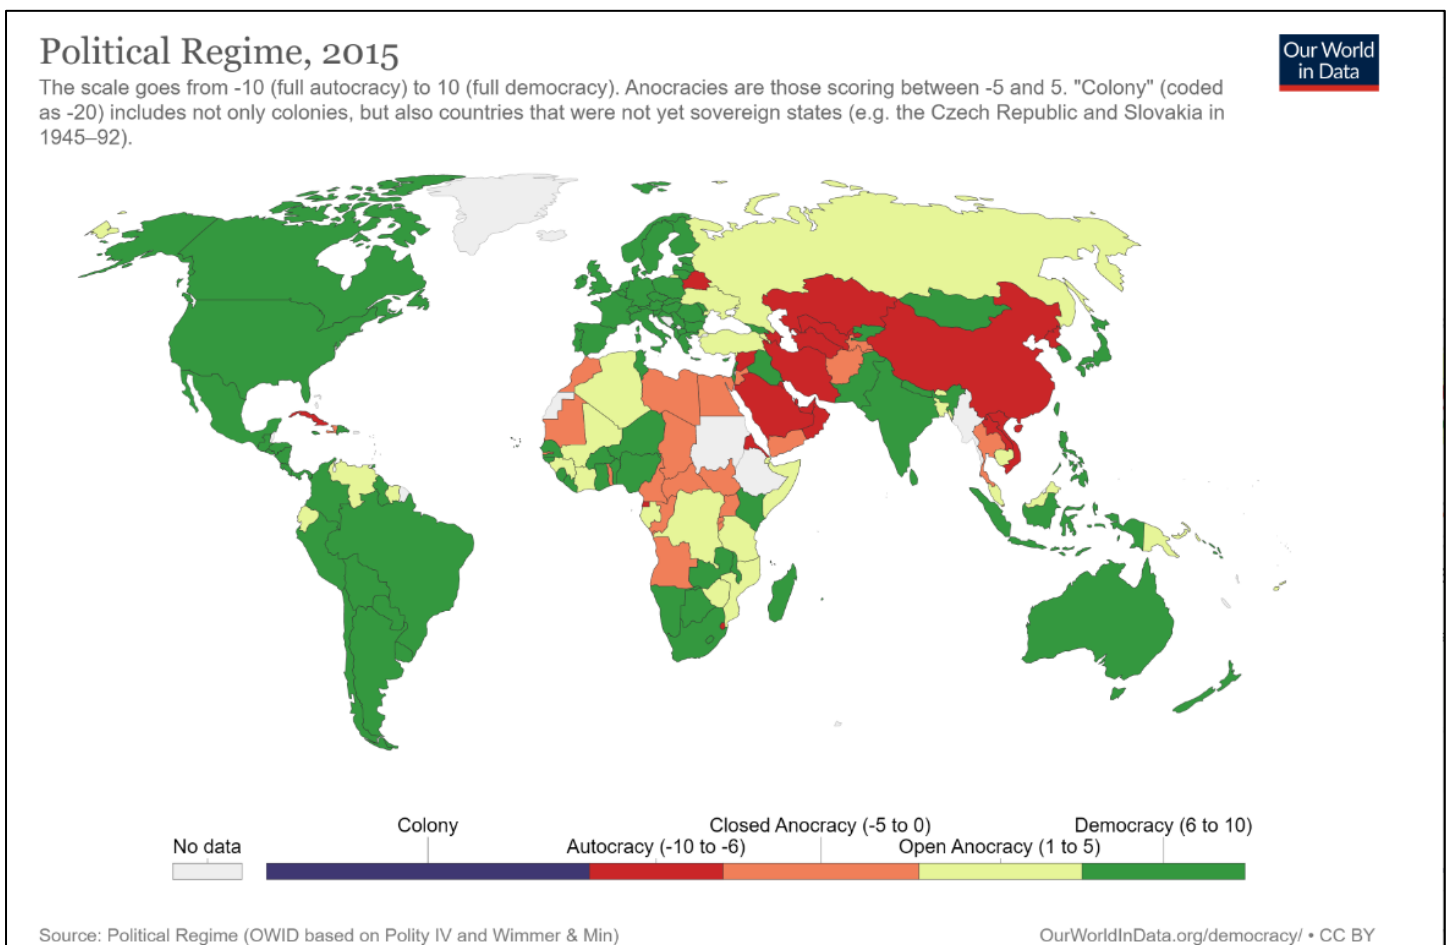 Political Regime, 2015
Our World
in Data
The scale goes from -10 (full autocracy) to 10 (full democracy). Anocracies are those scoring between -5 and 5. "Colony" (coded
as -20) includes not only colonies, but also countries that were not yet sovereign states (e.g. the Czech Republic and Slovakia in
1945–92).
Colony
Closed Anocracy (-5 to 0)
Democracy (6 to 10)
No data
Autocracy (-10 to -6)
Open Anocracy (1 to 5)
Source: Political Regime (OWID based on Polity IV and Wimmer & Min)
OurWorldInData.org/democracy/ • CC BY